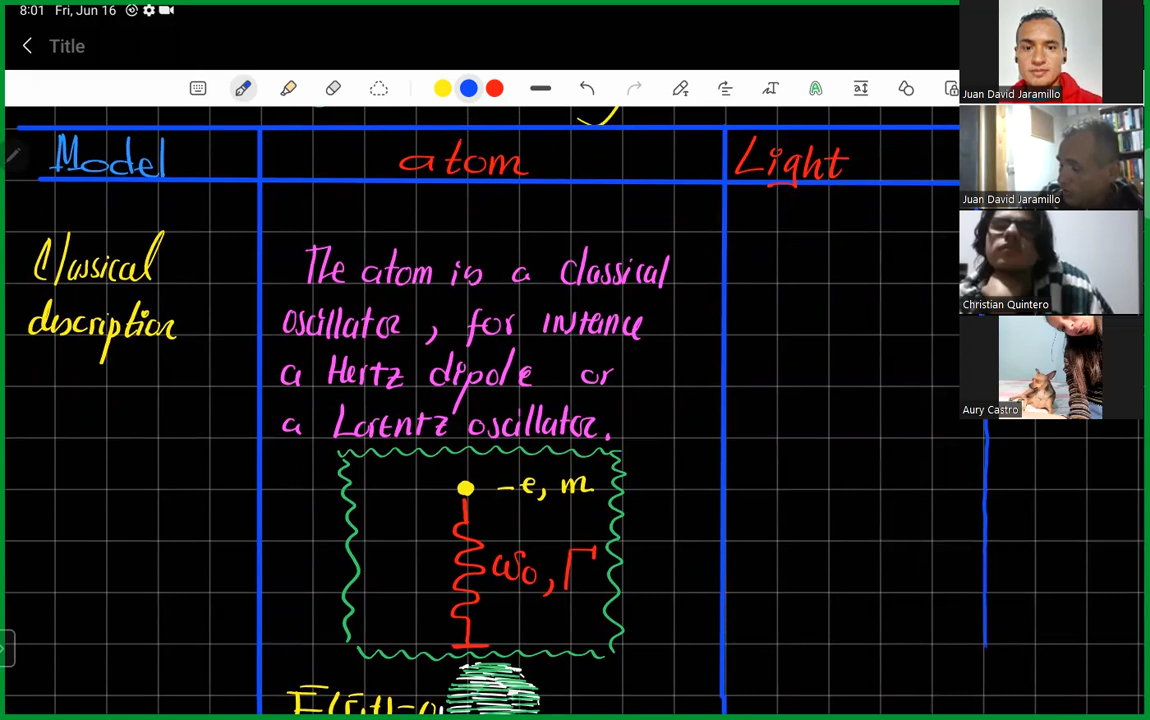 8:01 Fri, Jun 16
Title
Model
atom
Light
Classical
description
The atom is a classical
oscillator, for instance
a Hertz dipole or
a Lorentz oscillator.
-e, m
ω₀, Γ
Juan David Jaramillo
Juan David Jaramillo
Christian Quintero
Aury Castro